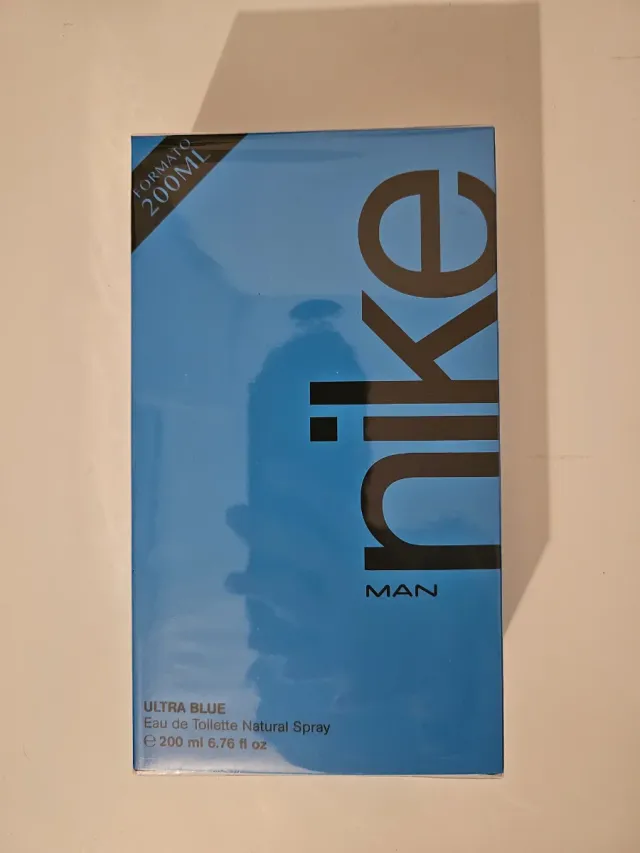 FORMATO
200ML
nike
MAN
ULTRA BLUE
Eau de Toilette Natural Spray
℮ 200 ml 6.76 fl oz